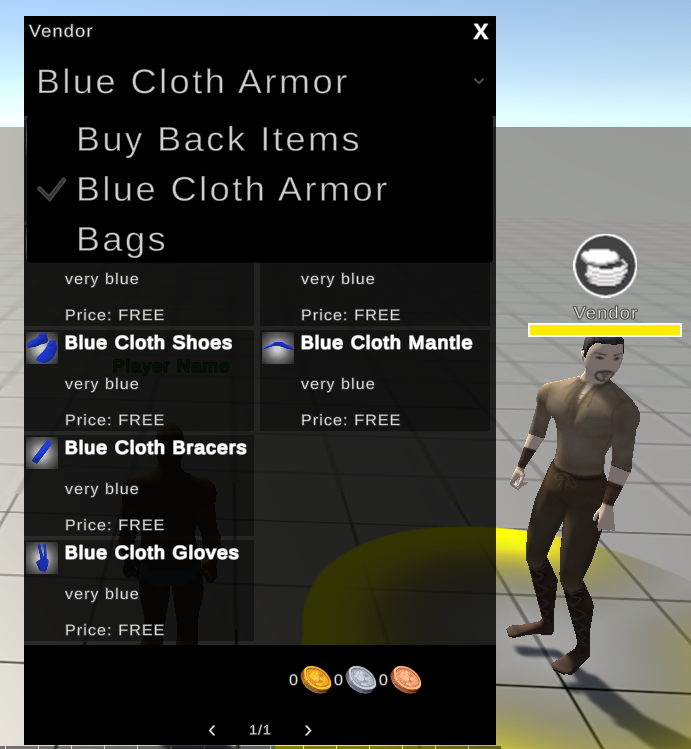 Vendor X
Blue Cloth Armor
Buy Back Items
Blue Cloth Armor
Bags
very blue very blue
Price: FREE Price: FREE
Blue Cloth Shoes Blue Cloth Mantle
Player Name
very blue very blue
Price: FREE Price: FREE
Blue Cloth Bracers
very blue
Price: FREE
Blue Cloth Gloves
very blue
Price: FREE
0 0 0
‹ 1/1 ›
Vendor